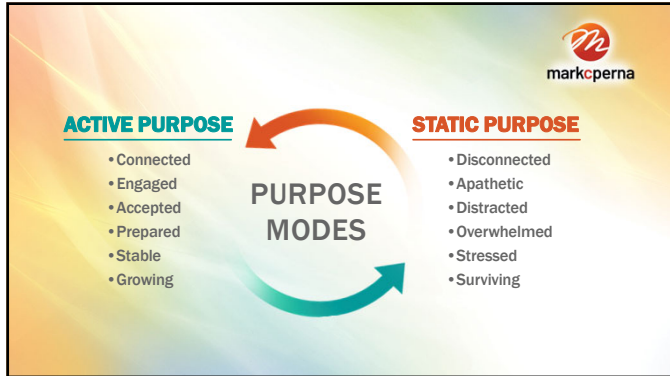 markcperna
ACTIVE PURPOSE
•Connected
•Engaged
•Accepted
•Prepared
•Stable
•Growing
PURPOSE
MODES
STATIC PURPOSE
•Disconnected
•Apathetic
•Distracted
•Overwhelmed
•Stressed
•Surviving